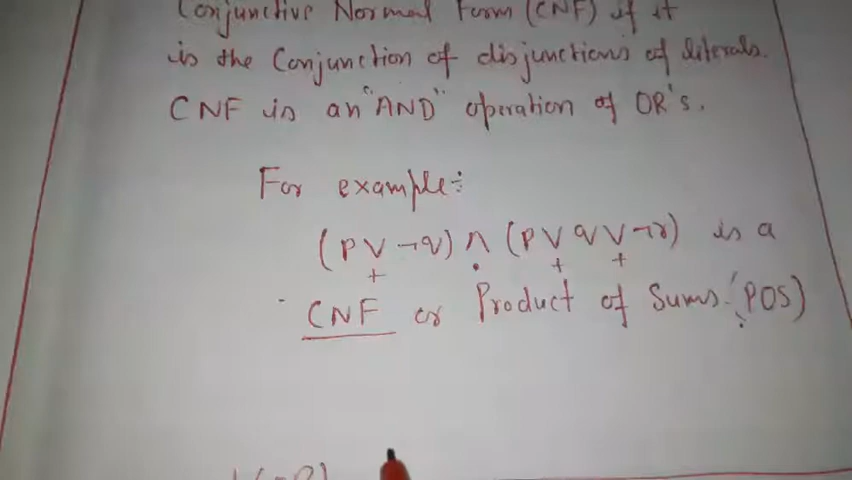 Conjunctive Normal Form (CNF) if it
is the Conjunction of disjunctions of literals.
CNF is an "AND" operation of OR's.
For example:
(P ∨ ¬q) ∧ (P ∨ q ∨ ¬r) is a
+ . + +
CNF or Product of Sums. (POS)